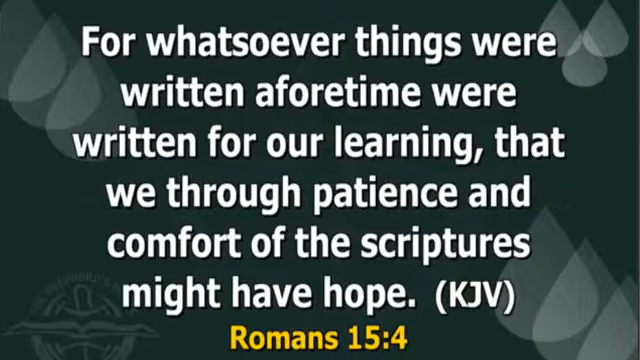 For whatsoever things were
written aforetime were
written for our learning, that
we through patience and
comfort of the scriptures
might have hope. (KJV)
Romans 15:4